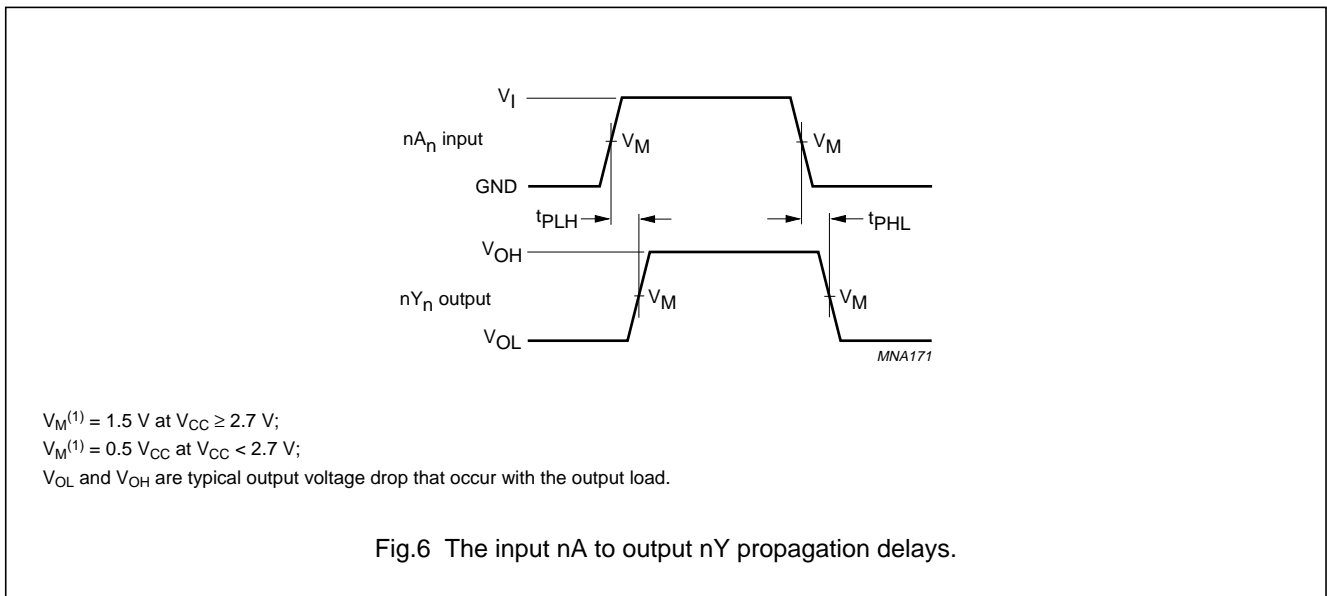 V_I
nA_n input
V_M
V_M
GND
t_PLH
t_PHL
V_OH
nY_n output
V_M
V_M
V_OL
MNA171
V_M^(1) = 1.5 V at V_CC ≥ 2.7 V;
V_M^(1) = 0.5 V_CC at V_CC < 2.7 V;
V_OL and V_OH are typical output voltage drop that occur with the output load.
Fig.6 The input nA to output nY propagation delays.